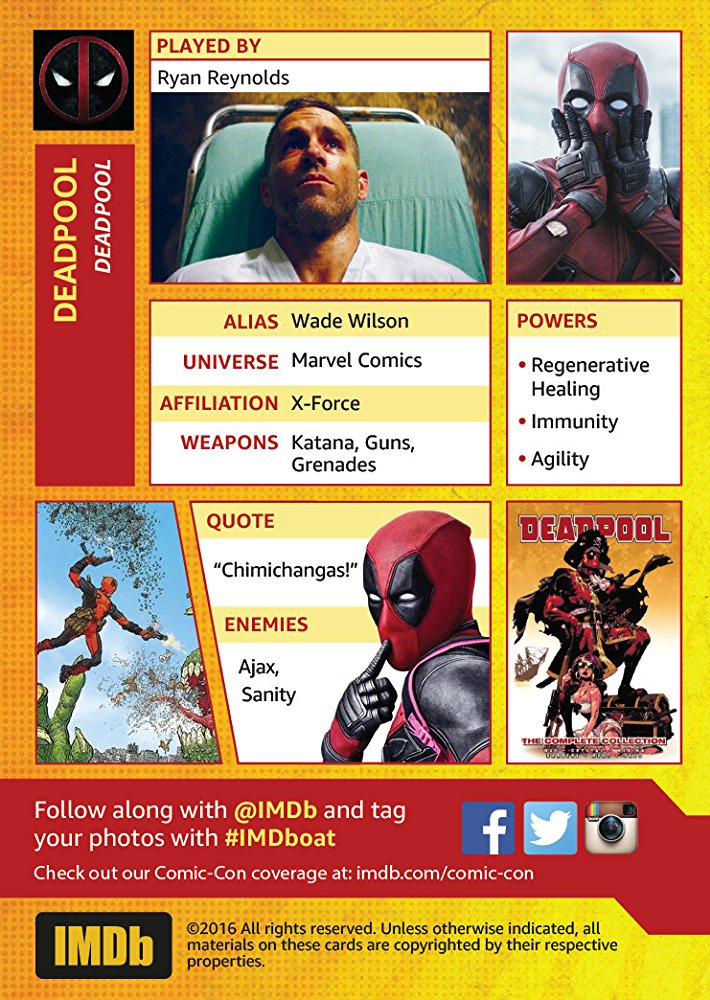 PLAYED BY
Ryan Reynolds
DEADPOOL
DEADPOOL
ALIAS Wade Wilson
UNIVERSE Marvel Comics
AFFILIATION X-Force
WEAPONS Katana, Guns,
Grenades
POWERS
• Regenerative
Healing
• Immunity
• Agility
QUOTE
“Chimichangas!”
ENEMIES
Ajax,
Sanity
DEADPOOL
THE COMPLETE COLLECTION
Follow along with @IMDb and tag
your photos with #IMDboat
Check out our Comic-Con coverage at: imdb.com/comic-con
IMDb
©2016 All rights reserved. Unless otherwise indicated, all
materials on these cards are copyrighted by their respective
properties.